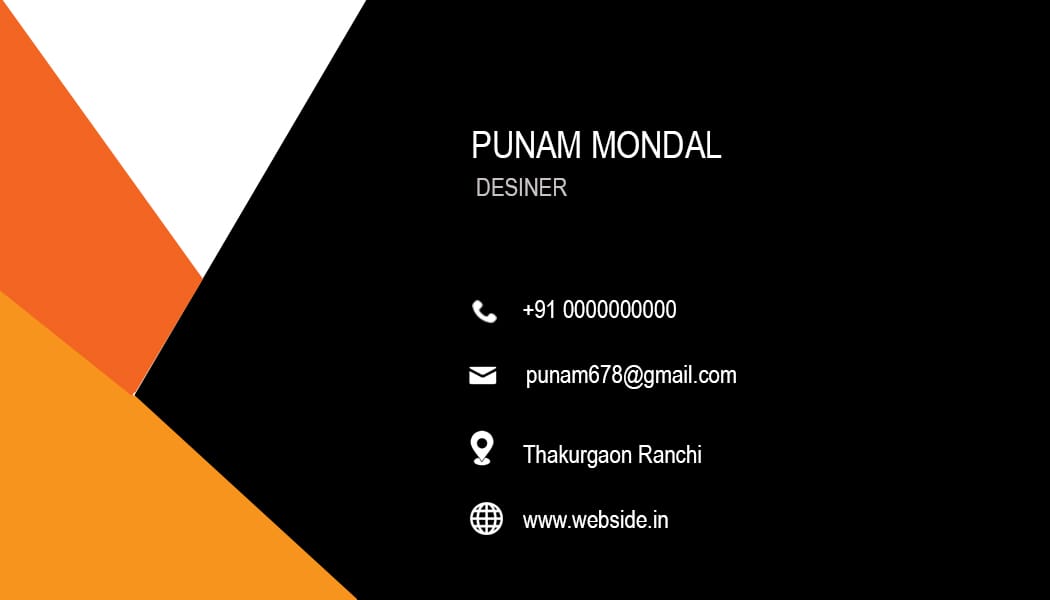 PUNAM MONDAL
DESINER
+91 0000000000
punam678@gmail.com
Thakurgaon Ranchi
www.webside.in